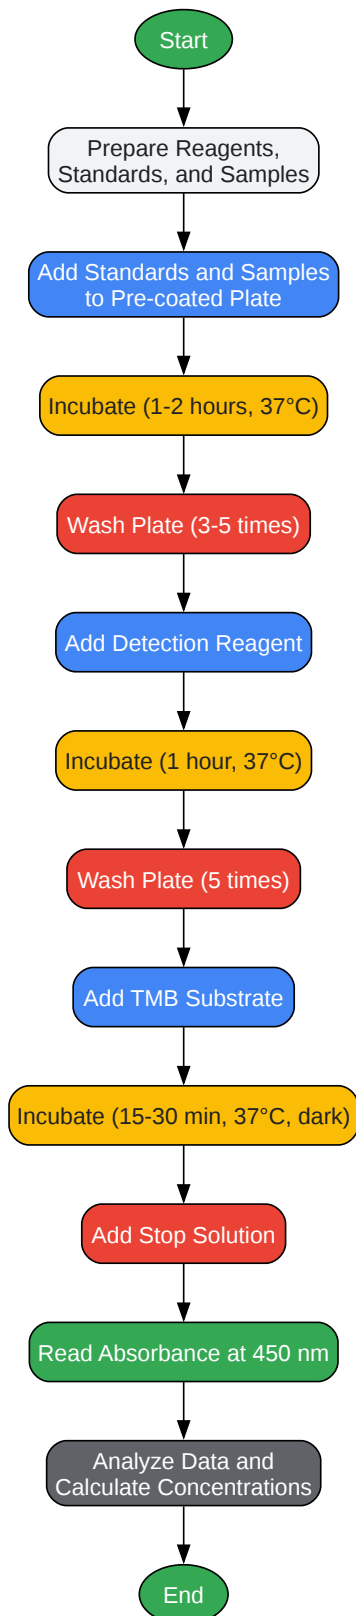 Start
Prepare Reagents,
Standards, and Samples
Add Standards and Samples
to Pre-coated Plate
Incubate (1-2 hours, 37°C)
Wash Plate (3-5 times)
Add Detection Reagent
Incubate (1 hour, 37°C)
Wash Plate (5 times)
Add TMB Substrate
Incubate (15-30 min, 37°C, dark)
Add Stop Solution
Read Absorbance at 450 nm
Analyze Data and
Calculate Concentrations
End